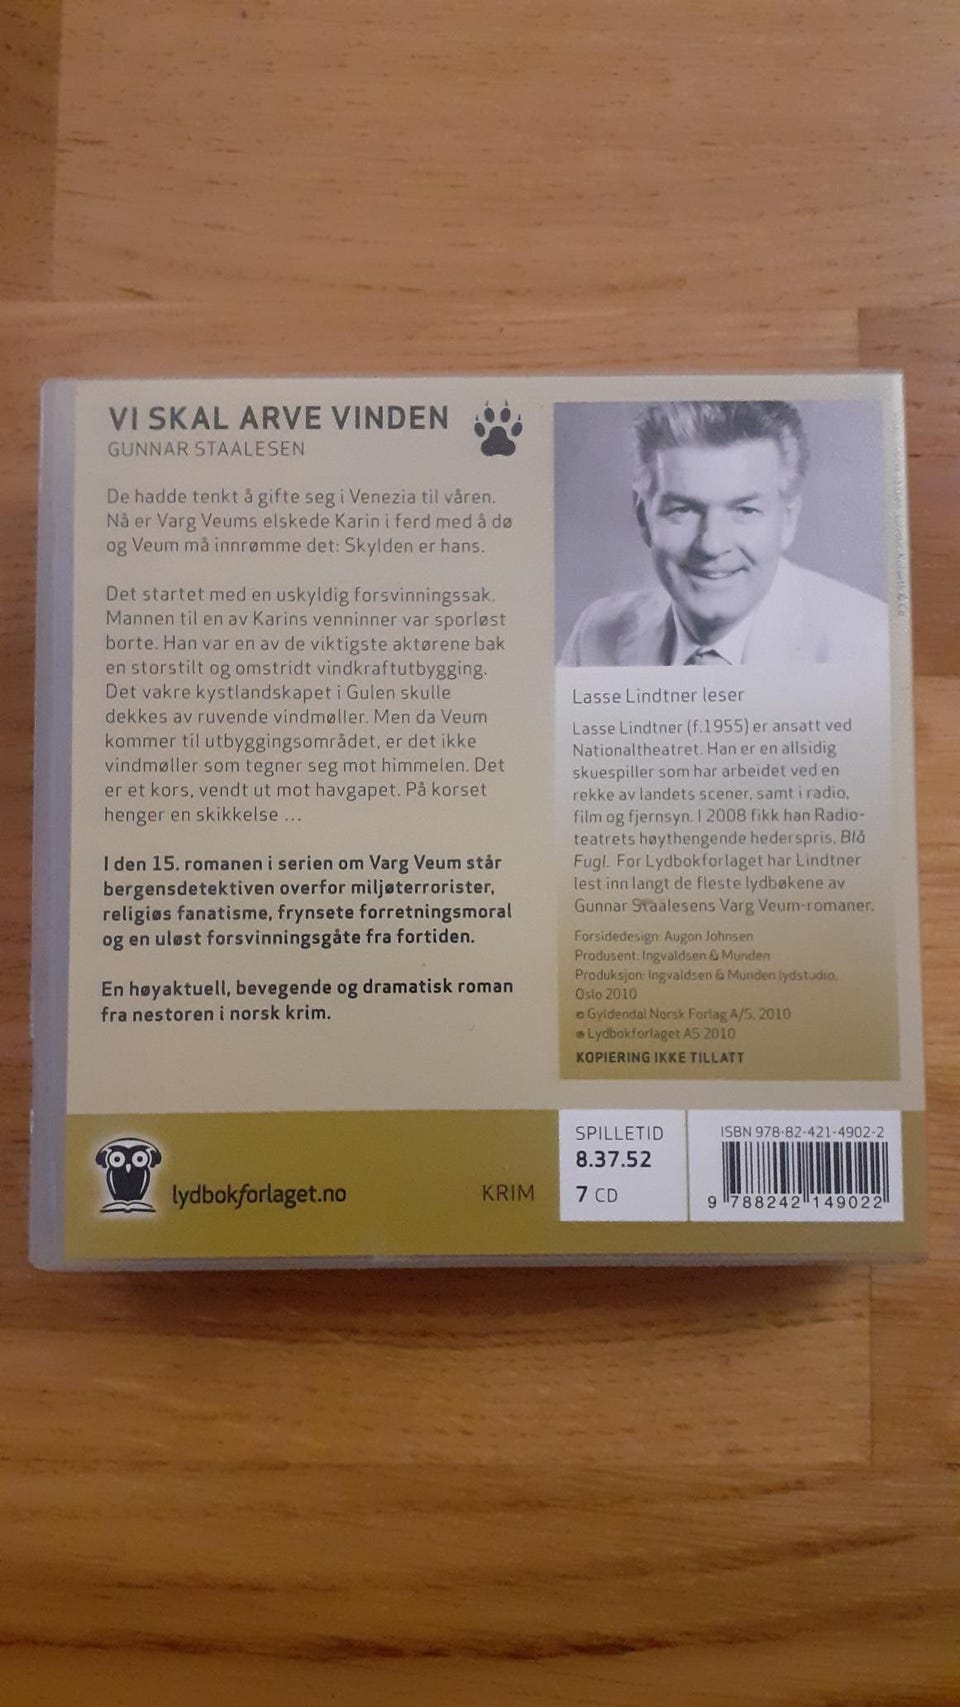 VI SKAL ARVE VINDEN
GUNNAR STAALESEN
De hadde tenkt å gifte seg i Venezia til våren.
Nå er Varg Veums elskede Karin i ferd med å dø
og Veum må innrømme det: Skylden er hans.
Det startet med en uskyldig forsvinningssak.
Mannen til en av Karins venninner var sporløst
borte. Han var en av de viktigste aktørene bak
en storstilt og omstridt vindkraftutbygging.
Det vakre kystlandskapet i Gulen skulle
dekkes av ruvende vindmøller. Men da Veum
kommer til utbyggingsområdet, er det ikke
vindmøller som tegner seg mot himmelen. Det
er et kors, vendt ut mot havgapet. På korset
henger en skikkelse ...
I den 15. romanen i serien om Varg Veum står
bergensdetektiven overfor miljøterrorister,
religiøs fanatisme, frynsete forretningsmoral
og en uløst forsvinningsgåte fra fortiden.
En høyaktuell, bevegende og dramatisk roman
fra nestoren i norsk krim.
Lasse Lindtner leser
Lasse Lindtner (f.1955) er ansatt ved
Nationaltheatret. Han er en allsidig
skuespiller som har arbeidet ved en
rekke av landets scener, samt i radio,
film og fjernsyn. I 2008 fikk han Radio-
teatrets høythengende hederspris, Blå
Fugl. For Lydbokforlaget har Lindtner
lest inn langt de fleste lydbøkene av
Gunnar Staalesens Varg Veum-romaner.
Forsidedesign: Augon Johnsen
Produsent: Ingvaldsen & Munden
Produksjon: Ingvaldsen & Munden lydstudio,
Oslo 2010
© Gyldendal Norsk Forlag A/S, 2010
℗ Lydbokforlaget AS 2010
KOPIERING IKKE TILLATT
lydbokforlaget.no
KRIM
SPILLETID
8.37.52
7 CD
ISBN 978-82-421-4902-2
9 788242 149022